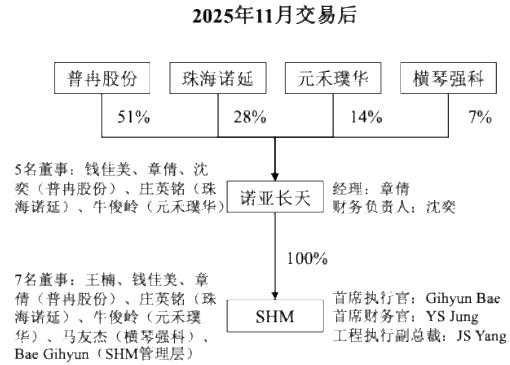 2025年11月交易后
普冉股份 珠海诺延 元禾璞华 横琴强科
51% 28% 14% 7%
5名董事：钱佳美、章倩、沈
奕（普冉股份）、庄英铭（珠
海诺延）、牛俊岭（元禾璞华）
诺亚长天
经理：章倩
财务负责人：沈奕
100%
7名董事：王楠、钱佳美、章
倩（普冉股份）、庄英铭（珠
海诺延）、牛俊岭（元禾璞
华）、马友杰（横琴强科）、
Bae Gihyun（SHM管理层）
SHM
首席执行官：Gihyun Bae
首席财务官：YS Jung
工程执行副总裁：JS Yang